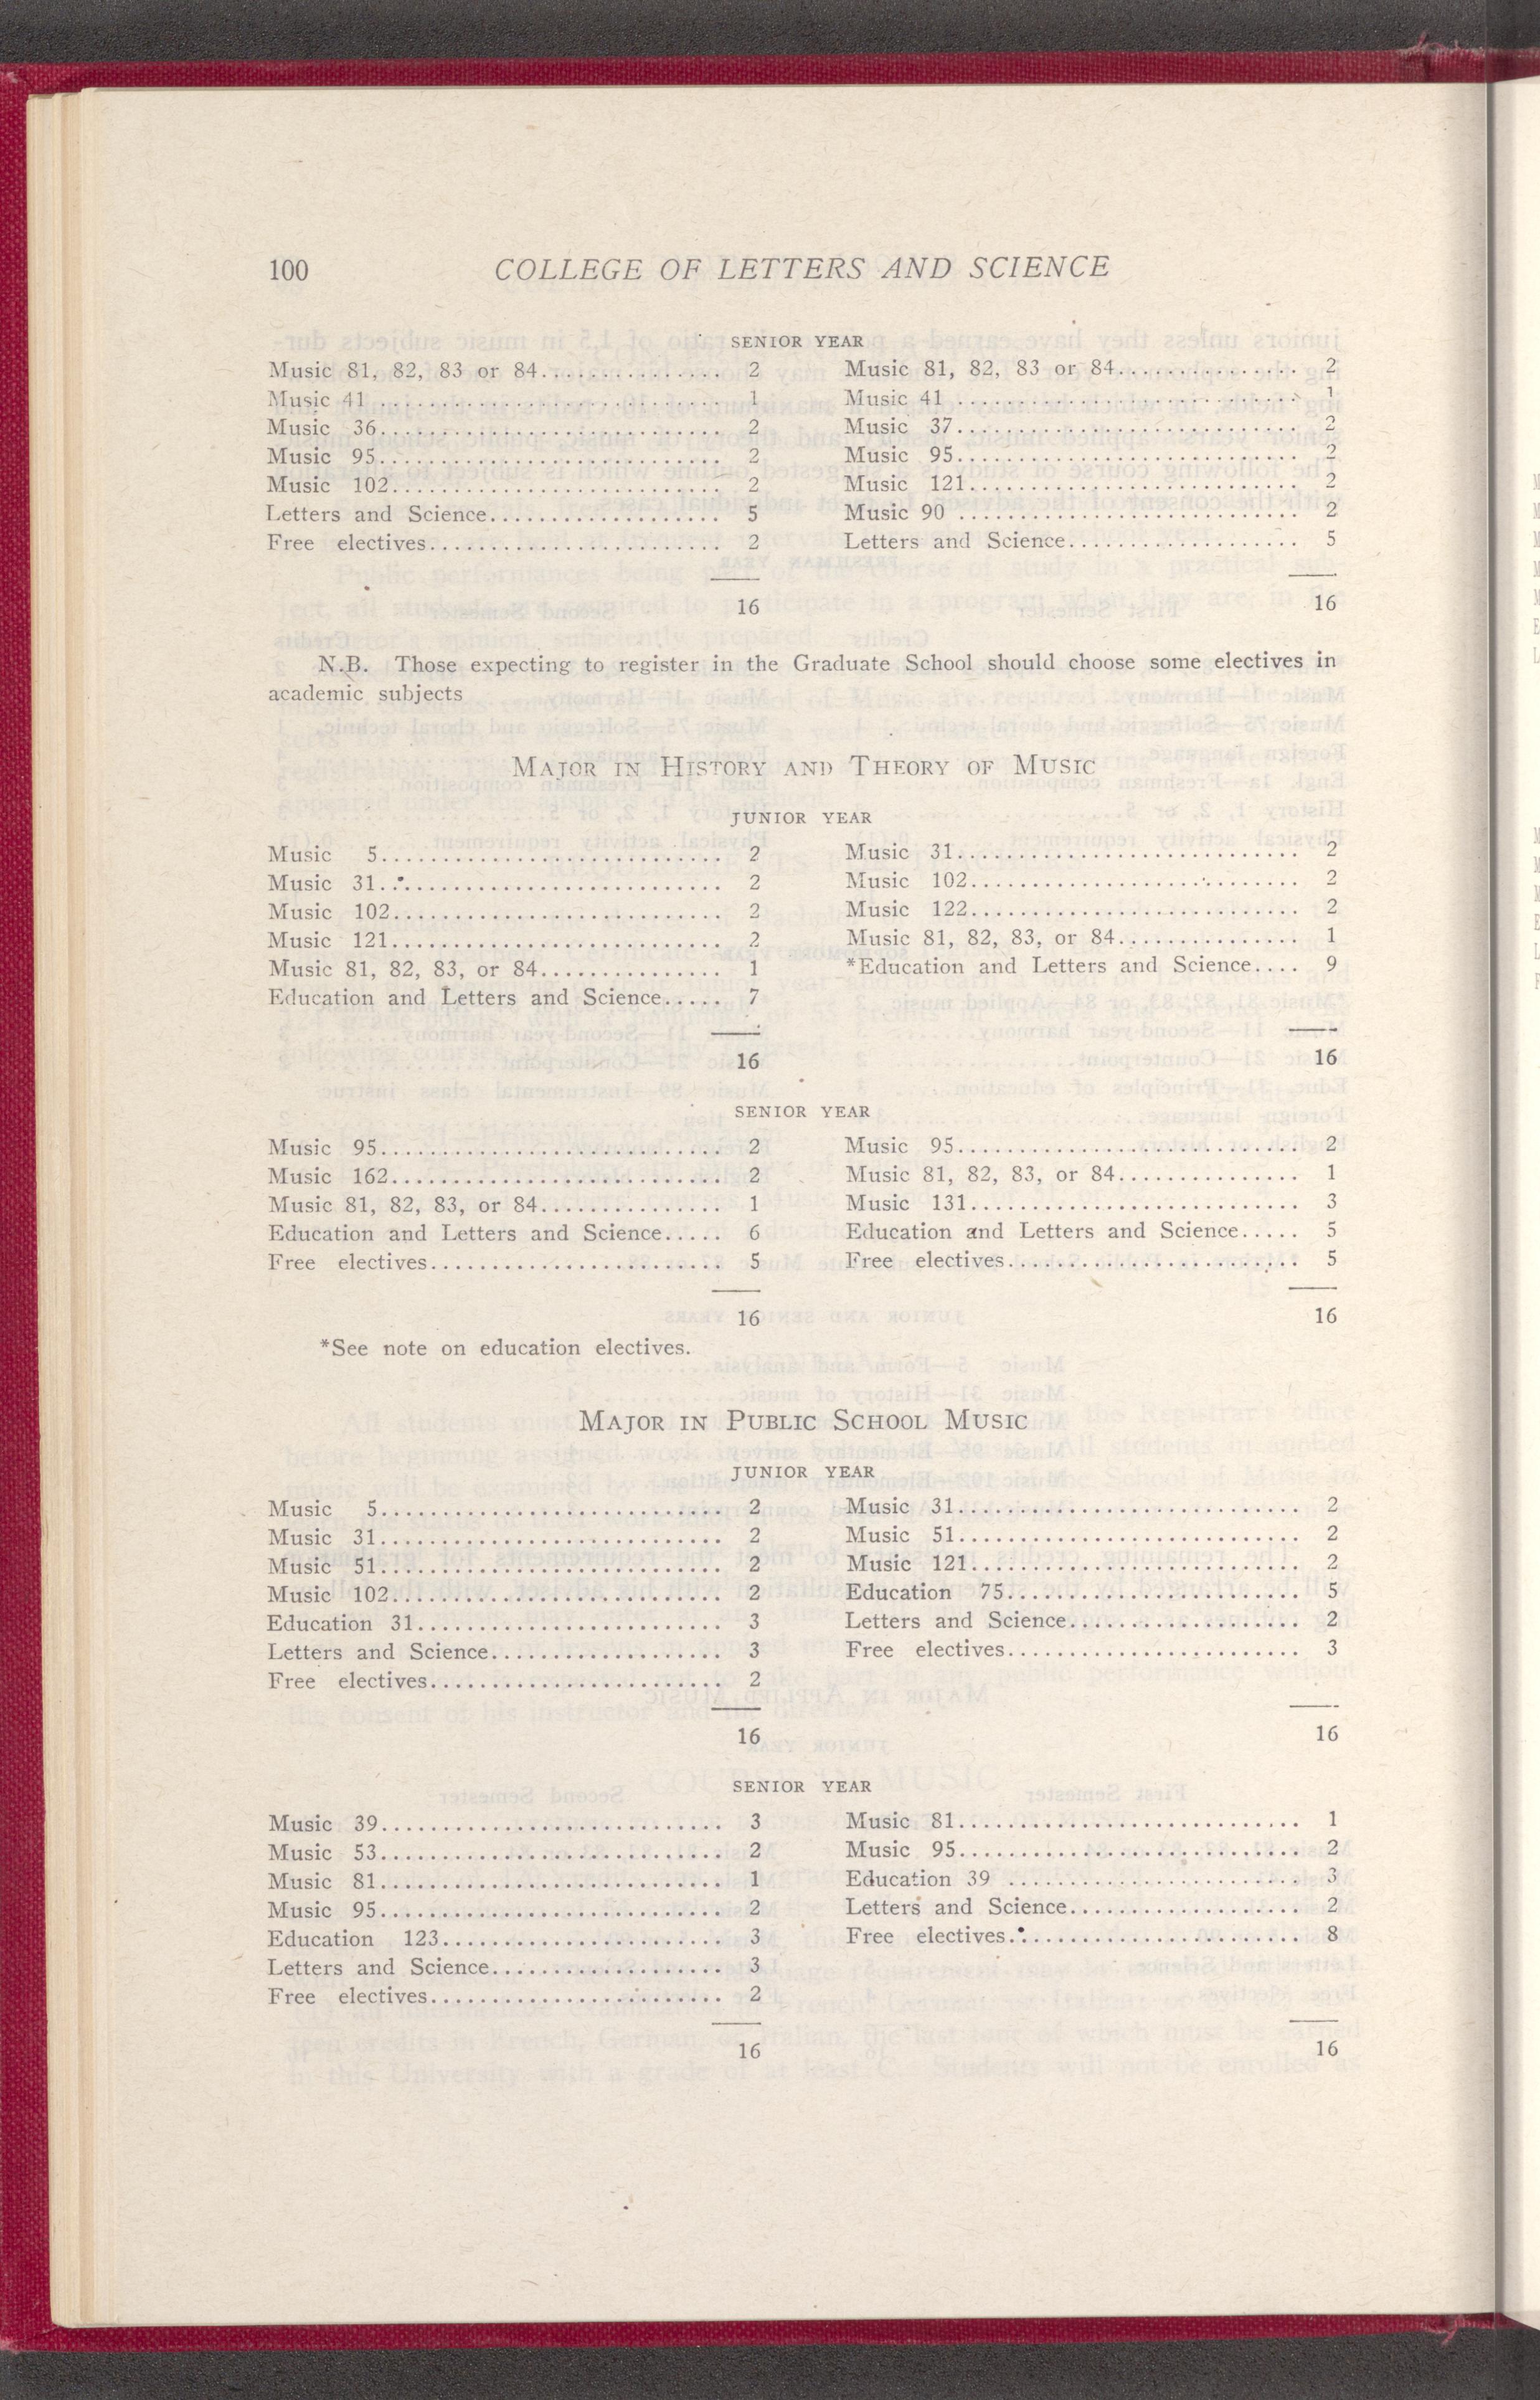 100 COLLEGE OF LETTERS AND SCIENCE
SENIOR YEAR
Music 81, 82, 83 or 84............... 2
Music 41 ............................ 1
Music 36............................ 2
Music 95............................ 2
Music 102........................... 2
Letters and Science................... 5
Free electives........................ 2
16
Music 81, 82, 83 or 84............... 2
Music 41 ............................ 1
Music 37............................ 2
Music 95............................ 2
Music 121........................... 2
Music 90 ............................ 2
Letters and Science................... 5
16
N.B. Those expecting to register in the Graduate School should choose some electives in
academic subjects
MAJOR IN HISTORY AND THEORY OF MUSIC
JUNIOR YEAR
Music 5............................ 2
Music 31............................ 2
Music 102........................... 2
Music 121........................... 2
Music 81, 82, 83, or 84............... 1
Education and Letters and Science..... 7
16
Music 31............................ 2
Music 102........................... 2
Music 122........................... 2
Music 81, 82, 83, or 84............... 1
*Education and Letters and Science.... 9
16
SENIOR YEAR
Music 95............................ 2
Music 162........................... 2
Music 81, 82, 83, or 84............... 1
Education and Letters and Science..... 6
Free electives........................ 5
16
Music 95............................ 2
Music 81, 82, 83, or 84............... 1
Music 131........................... 3
Education and Letters and Science..... 5
Free electives........................ 5
16
*See note on education electives.
MAJOR IN PUBLIC SCHOOL MUSIC
JUNIOR YEAR
Music 5............................ 2
Music 31............................ 2
Music 51............................ 2
Music 102........................... 2
Education 31......................... 3
Letters and Science................... 3
Free electives........................ 2
16
Music 31............................ 2
Music 51............................ 2
Music 121........................... 2
Education 75........................ 5
Letters and Science................... 2
Free electives........................ 3
16
SENIOR YEAR
Music 39............................ 3
Music 53............................ 2
Music 81............................ 1
Music 95............................ 2
Education 123....................... 3
Letters and Science................... 3
Free electives........................ 2
16
Music 81............................ 1
Music 95............................ 2
Education 39 ........................ 3
Letters and Science................... 2
Free electives........................ 8
16